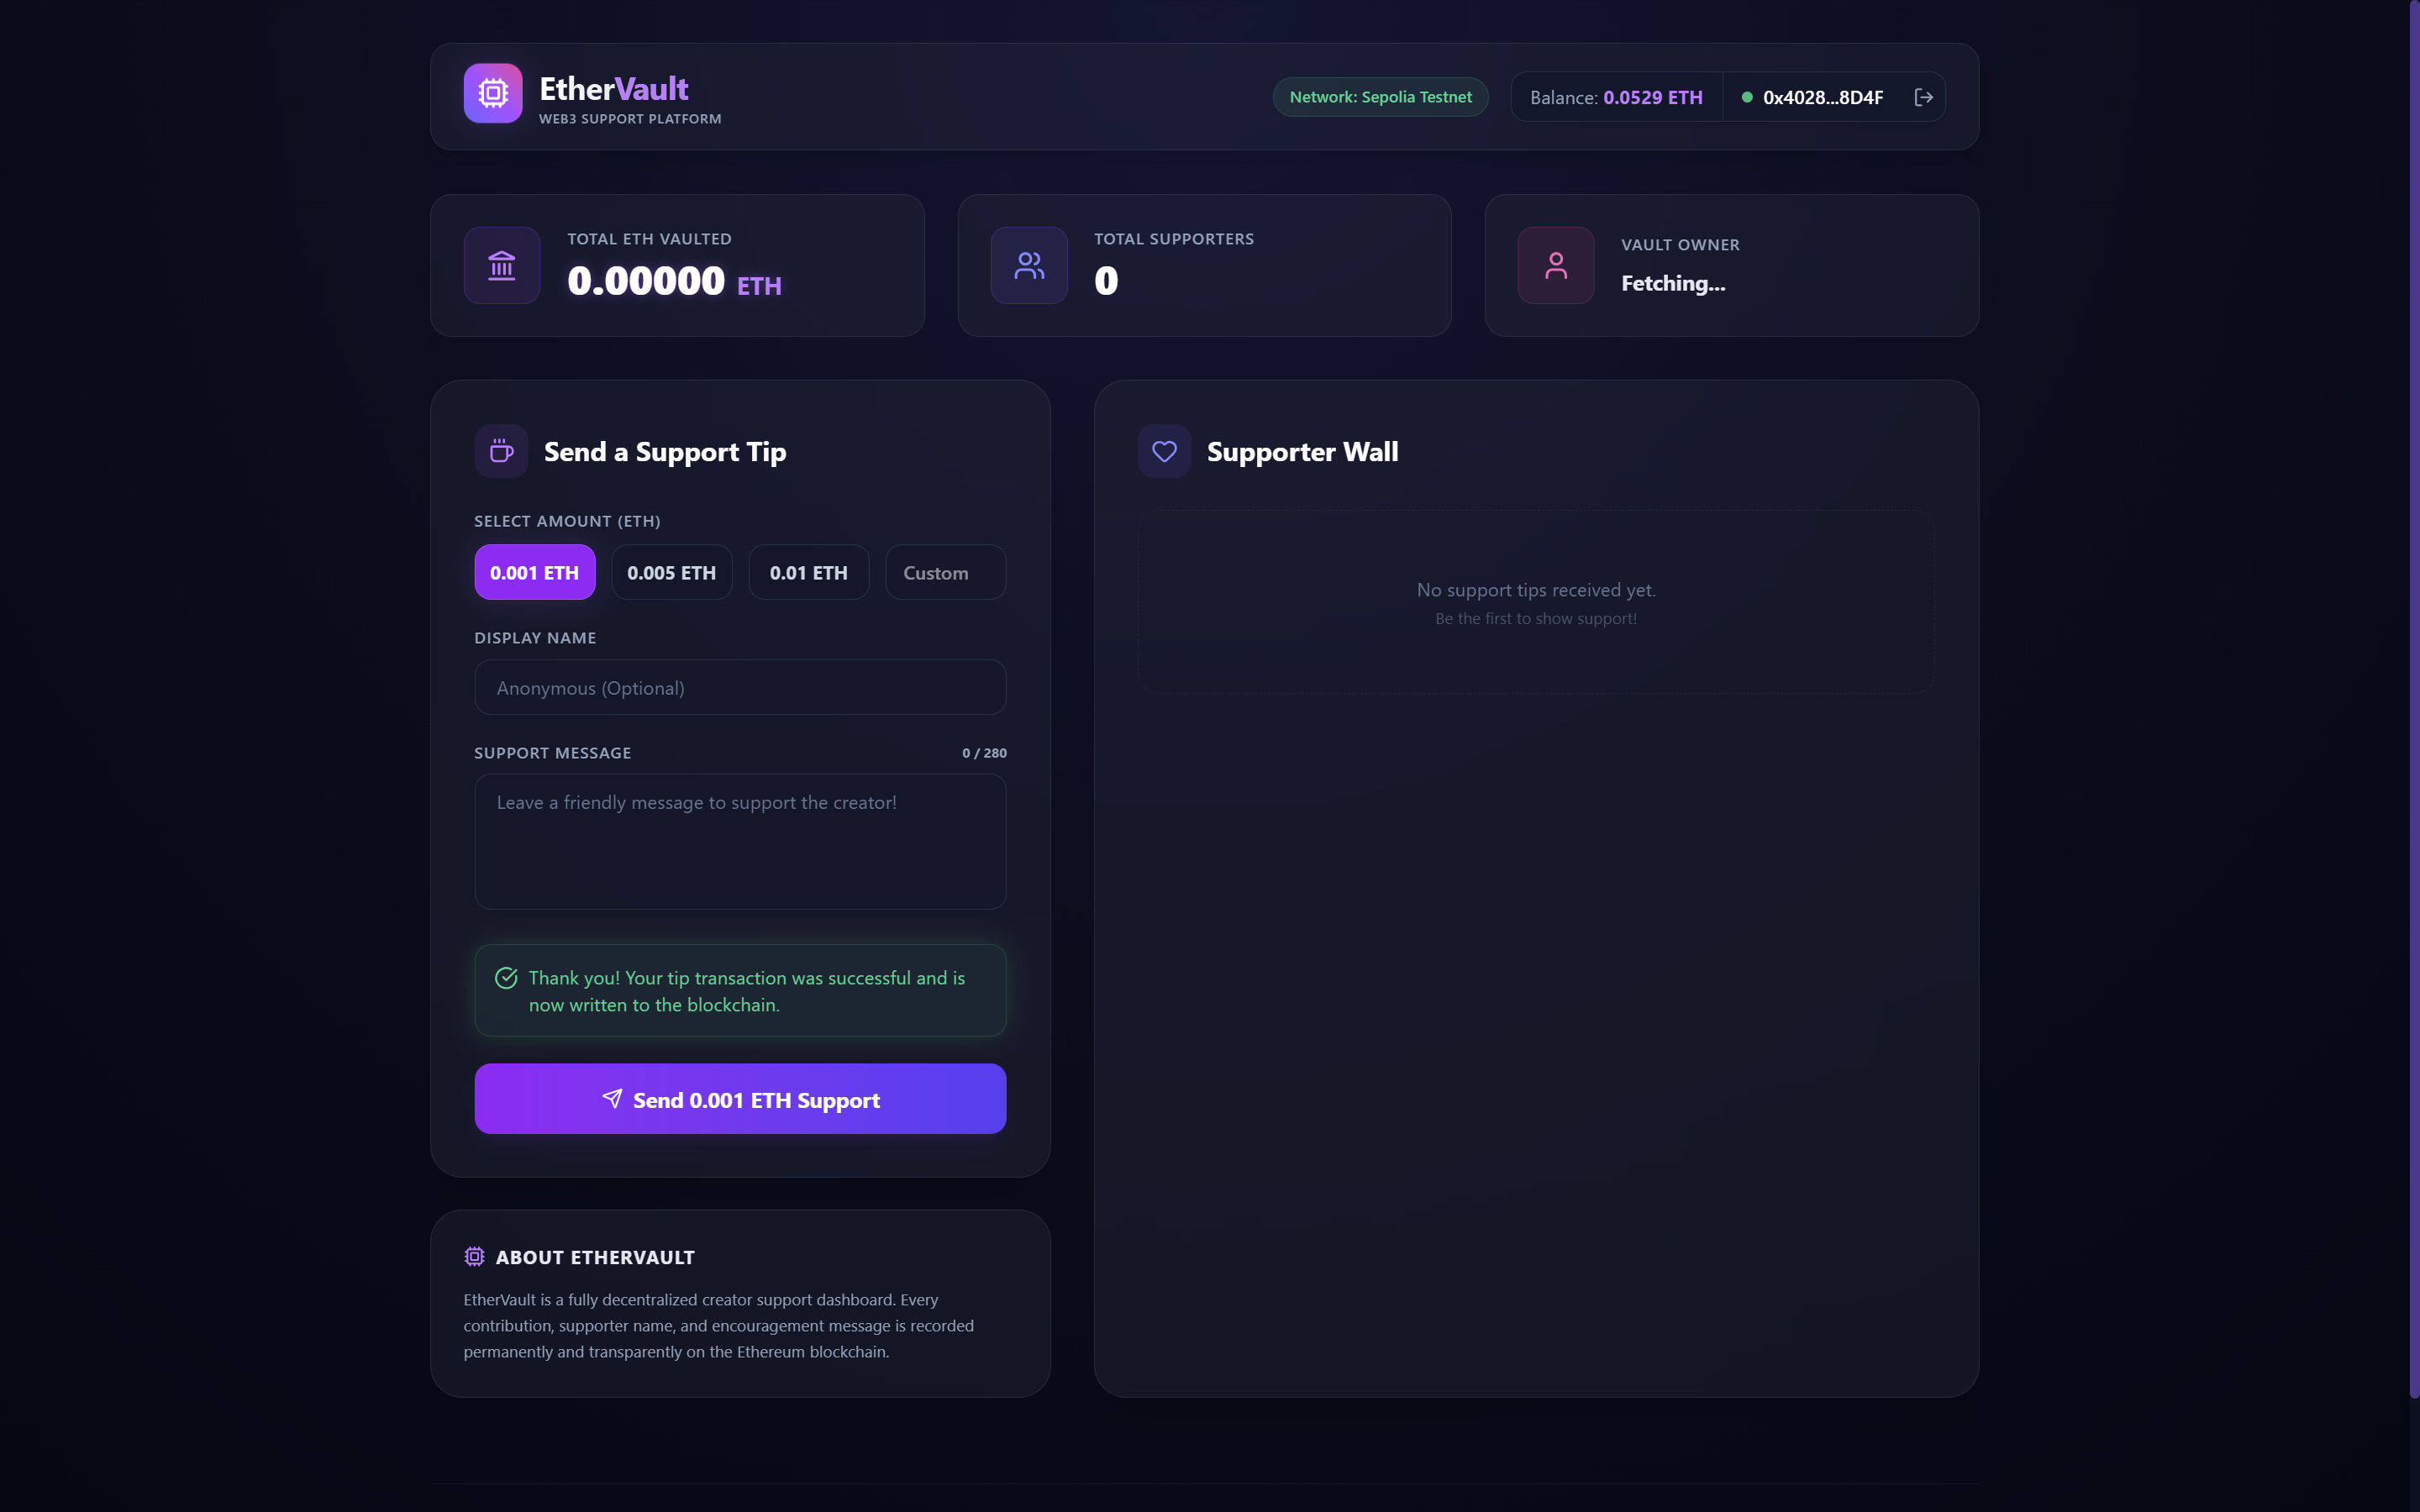 EtherVault
WEB3 SUPPORT PLATFORM
Network: Sepolia Testnet
Balance: 0.0529 ETH
0x4028...8D4F
TOTAL ETH VAULTED
0.00000 ETH
TOTAL SUPPORTERS
0
VAULT OWNER
Fetching...
Send a Support Tip
SELECT AMOUNT (ETH)
0.001 ETH
0.005 ETH
0.01 ETH
Custom
DISPLAY NAME
Anonymous (Optional)
SUPPORT MESSAGE
0 / 280
Leave a friendly message to support the creator!
Thank you! Your tip transaction was successful and is
now written to the blockchain.
Send 0.001 ETH Support
ABOUT ETHERVAULT
EtherVault is a fully decentralized creator support dashboard. Every
contribution, supporter name, and encouragement message is recorded
permanently and transparently on the Ethereum blockchain.
Supporter Wall
No support tips received yet.
Be the first to show support!